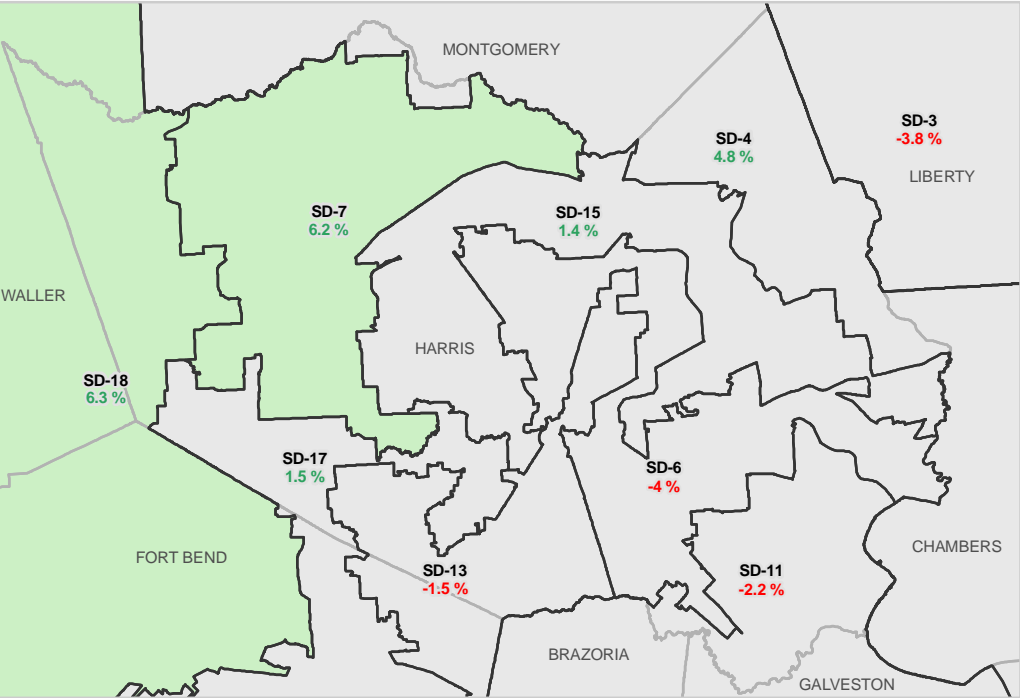 MONTGOMERY
SD-3
-3.8 %
SD-4
4.8 %
LIBERTY
SD-7
6.2 %
SD-15
1.4 %
WALLER
HARRIS
SD-18
6.3 %
SD-17
1.5 %
SD-6
-4 %
FORT BEND
CHAMBERS
SD-13
-1.5 %
SD-11
-2.2 %
BRAZORIA
GALVESTON